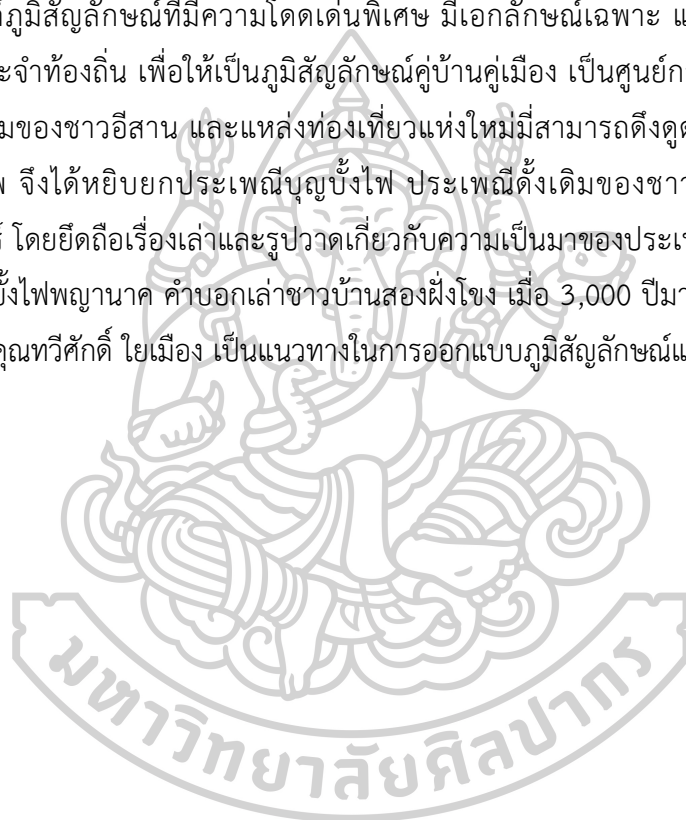 ภูมิสัญลักษณ์ที่มีความโดดเด่นพิเศษ มีเอกลักษณ์เฉพาะ แ
ะจำท้องถิ่น เพื่อให้เป็นภูมิสัญลักษณ์คู่บ้านคู่เมือง เป็นศูนย์ก
มของชาวอีสาน และแหล่งท่องเที่ยวแห่งใหม่มี่สามารถดึงดูด
พ จึงได้หยิบยกประเพณีบุญบั้งไฟ ประเพณีดั้งเดิมของชาว
์ โดยยึดถือเรื่องเล่าและรูปวาดเกี่ยวกับความเป็นมาของประเพ
ั้งไฟพญานาค คำบอกเล่าชาวบ้านสองฝั่งโขง เมื่อ 3,000 ปีมา
คุณทวีศักดิ์ ใยเมือง เป็นแนวทางในการออกแบบภูมิสัญลักษณ์แ
มหาวิทยาลัยศิลปากร